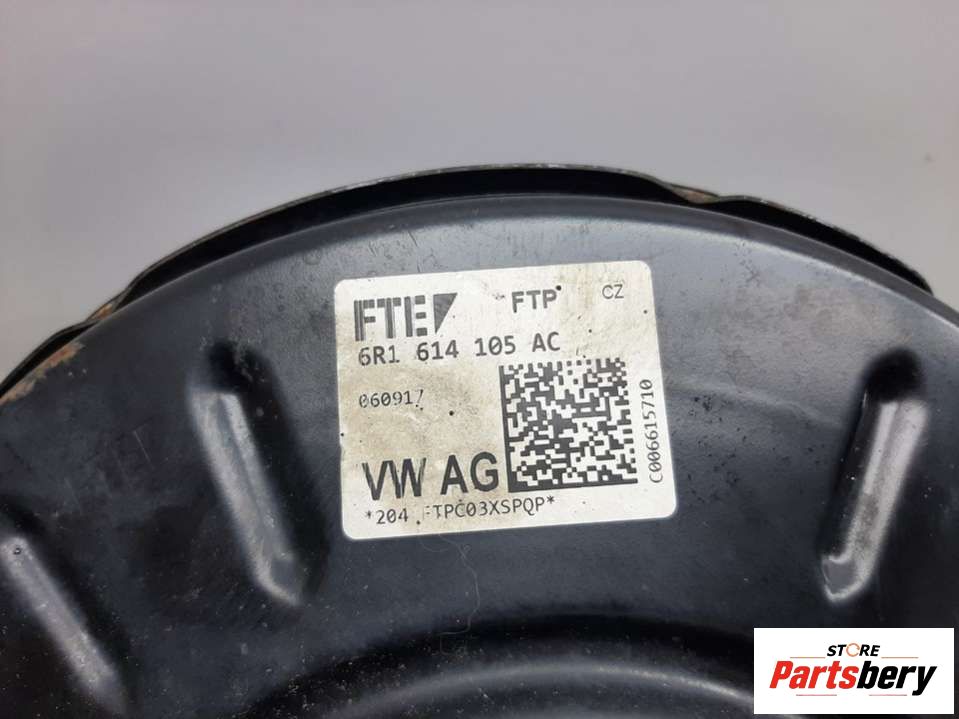 FTE FTP CZ
6R1 614 105 AC
060917
VW AG
C006615710
*204 FTPC03XSPQP*
STORE
Partsbery